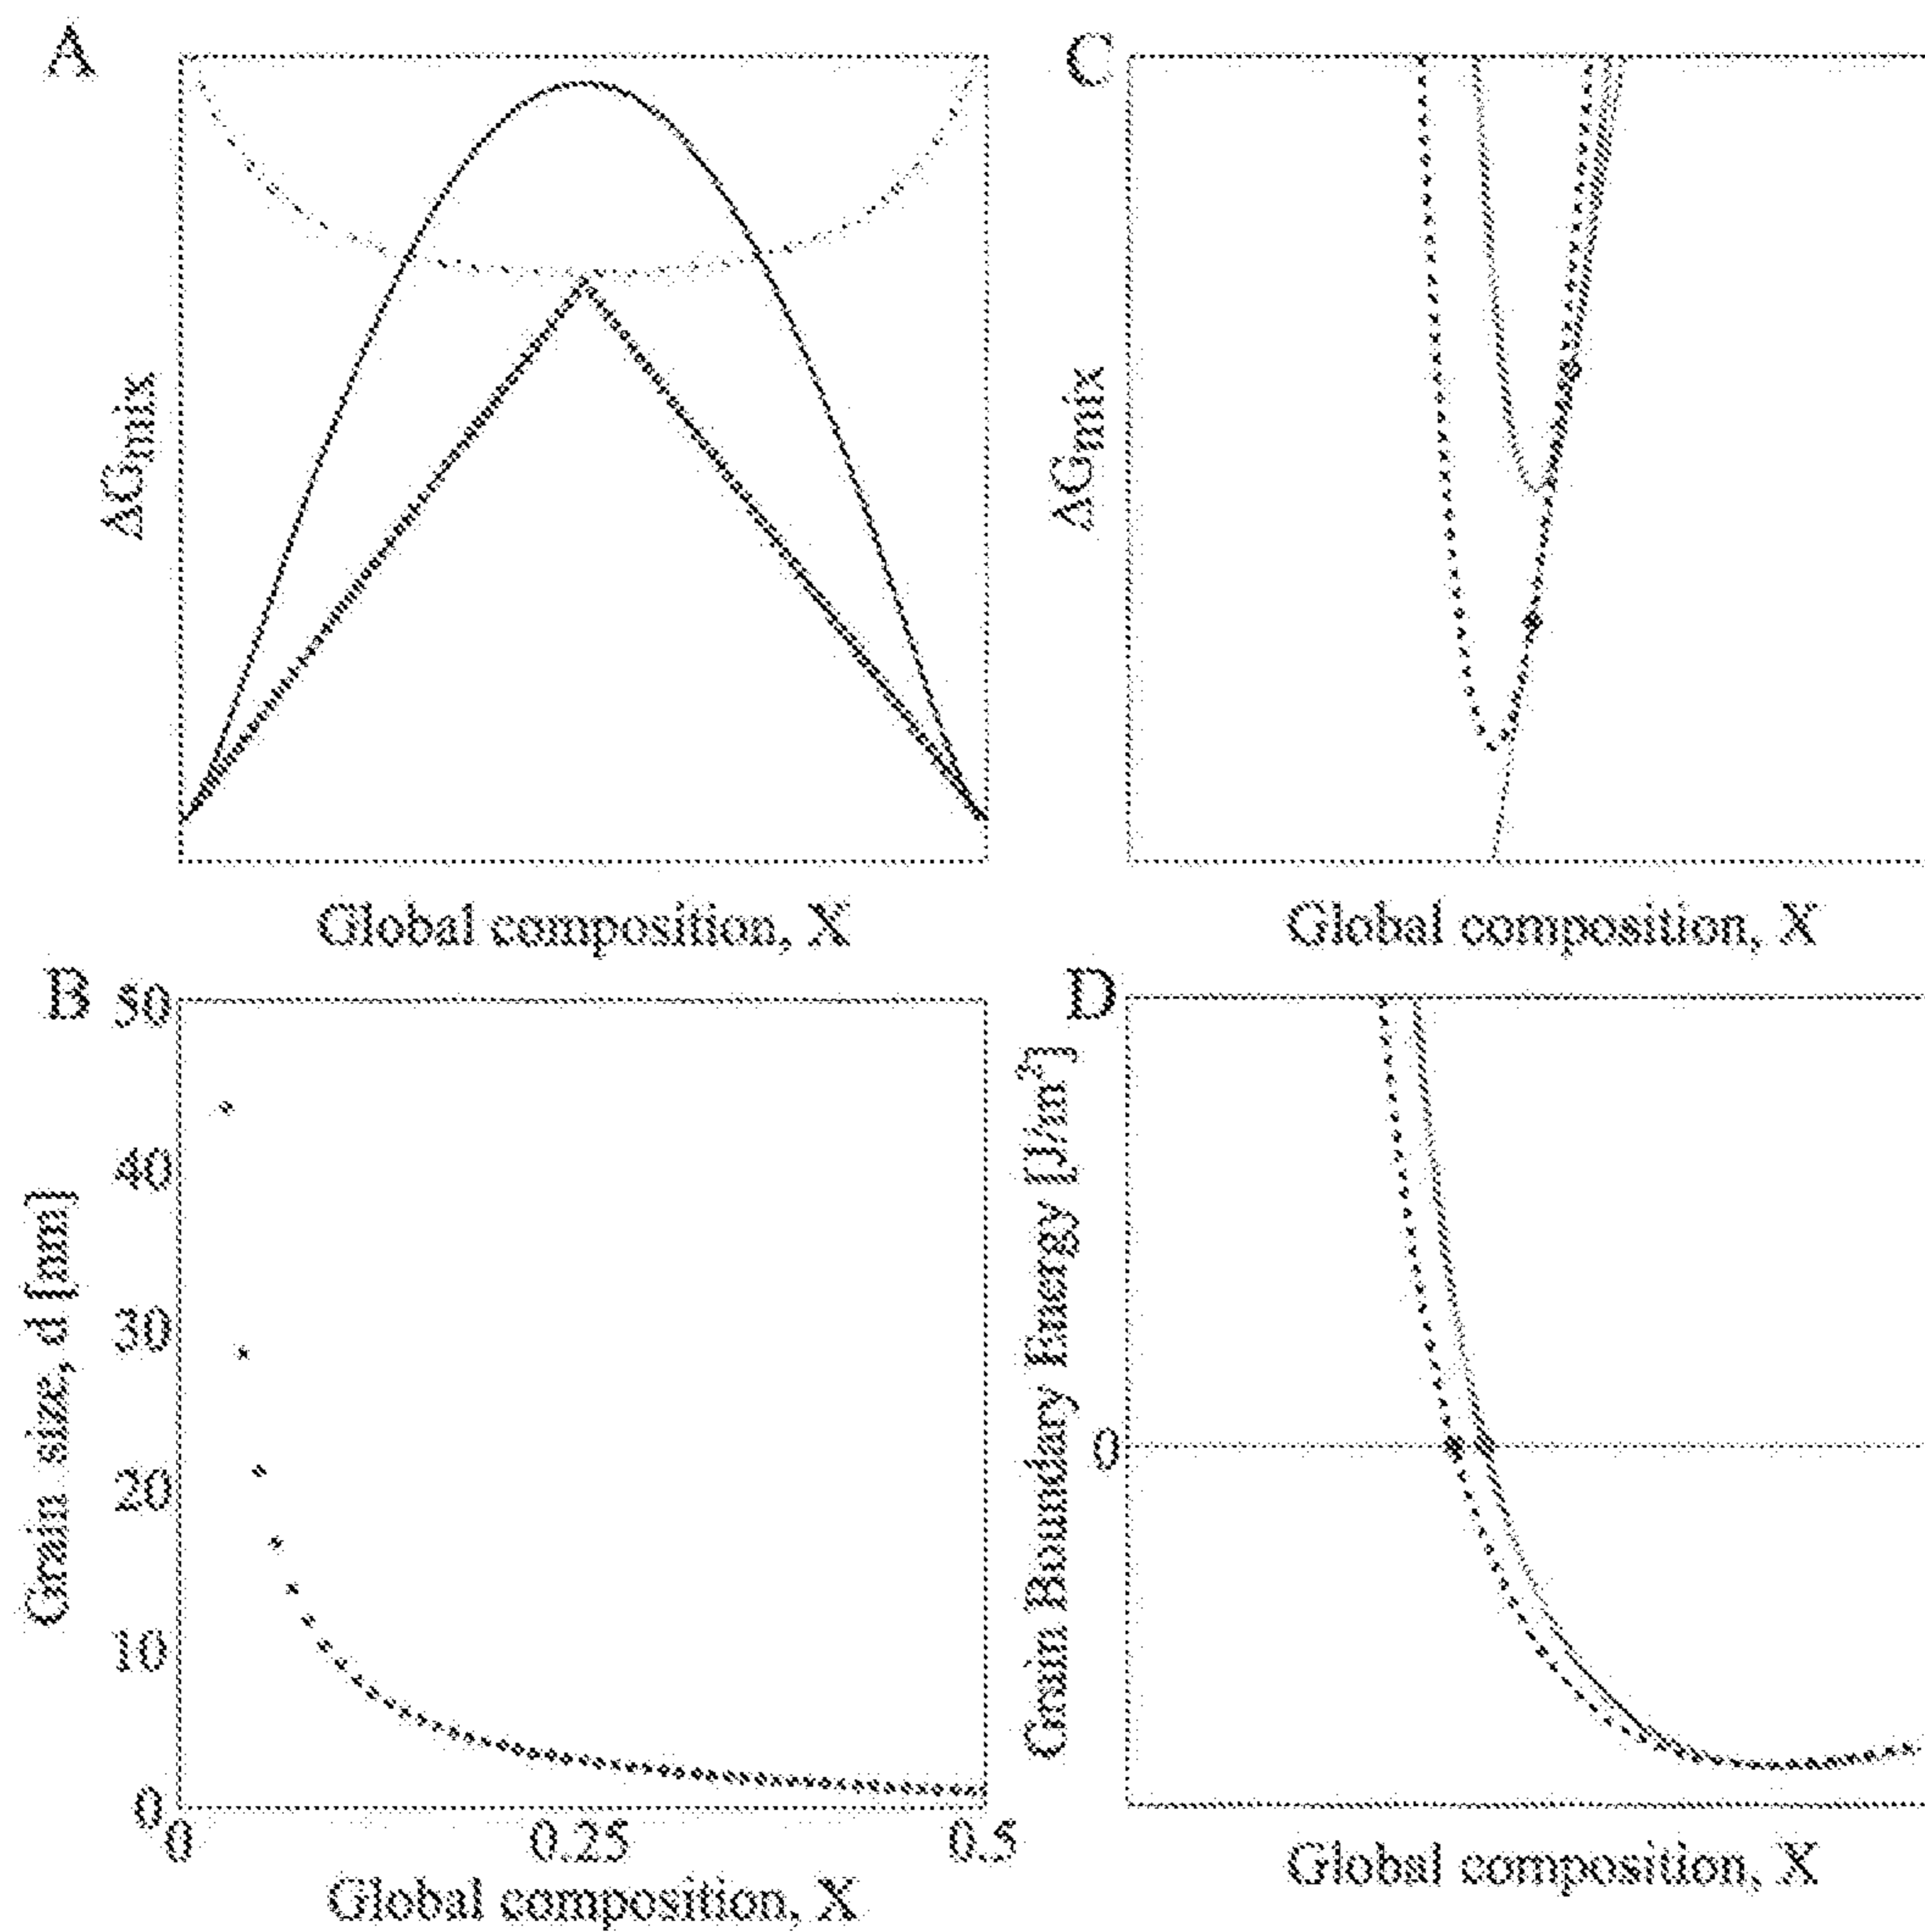 A
ΔGmix
Global composition, X
B
Grain size, d [nm]
50
40
30
20
10
0
0
0.25
0.5
Global composition, X
C
ΔGmix
Global composition, X
D
Grain Boundary Energy [J/m²]
0
Global composition, X